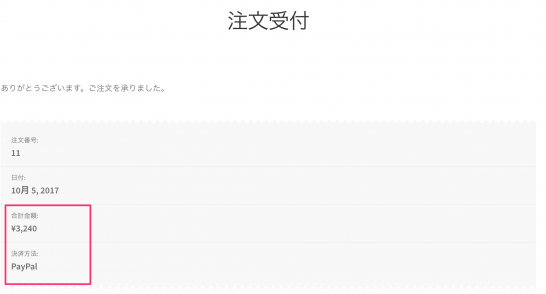 注文受付
ありがとうございます。ご注文を承りました。
注文番号:
11
日付:
10月 5, 2017
合計金額:
¥3,240
決済方法:
PayPal